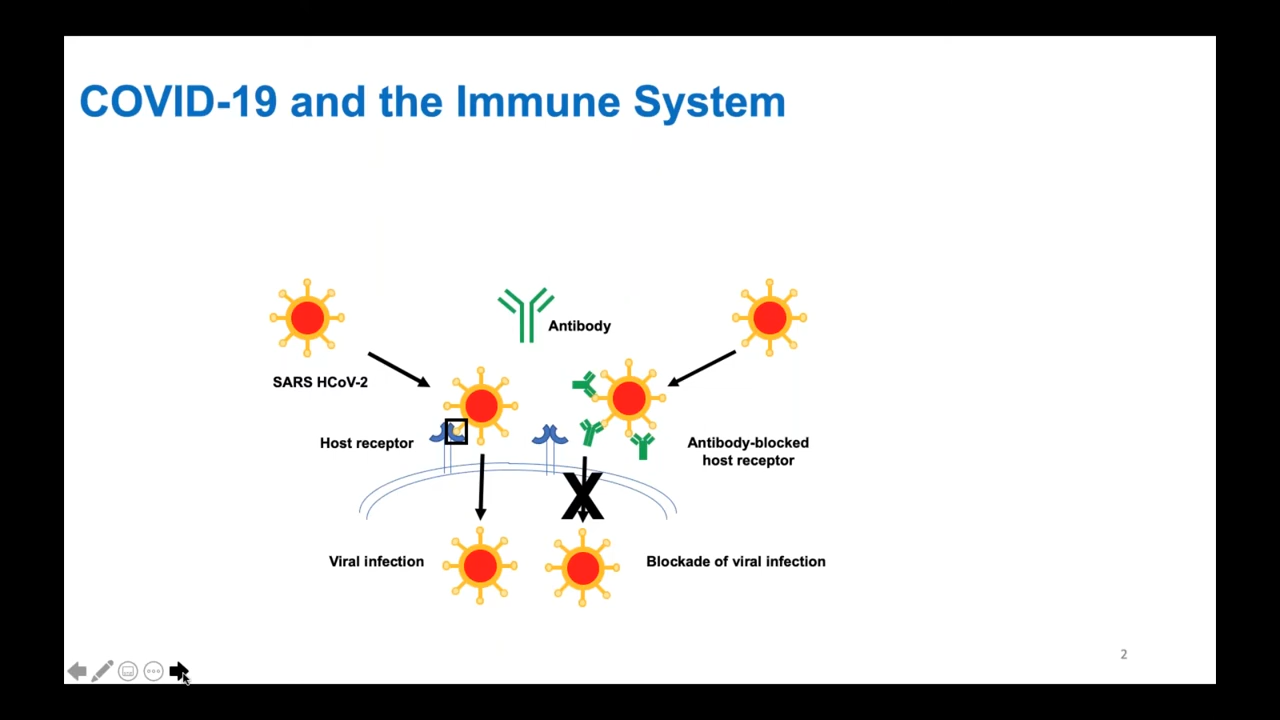 COVID-19 and the Immune System
Antibody
SARS HCoV-2
Host receptor
Antibody-blocked
host receptor
X
Viral infection
Blockade of viral infection
2